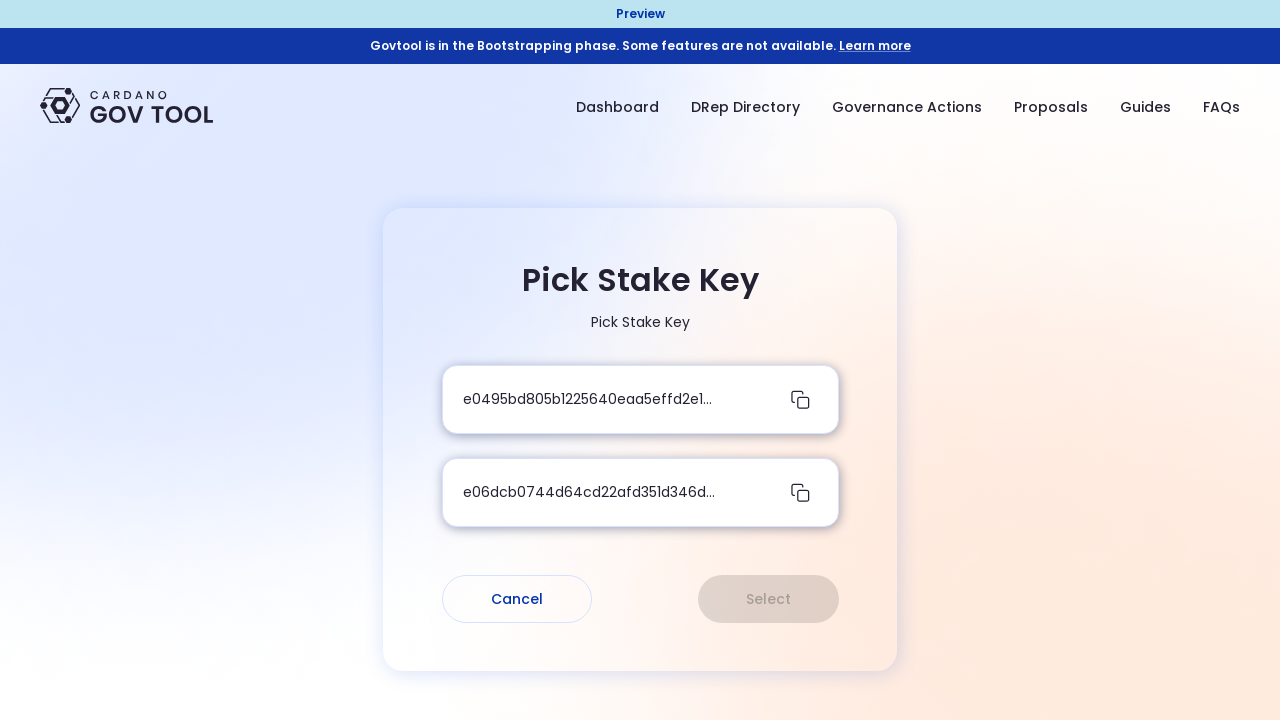 Preview
Govtool is in the Bootstrapping phase. Some features are not available. Learn more
CARDANO
GOV TOOL
Dashboard DRep Directory Governance Actions Proposals Guides FAQs
Pick Stake Key
Pick Stake Key
e0495bd805b1225640eaa5effd2e1...
e06dcb0744d64cd22afd351d346d...
Cancel Select